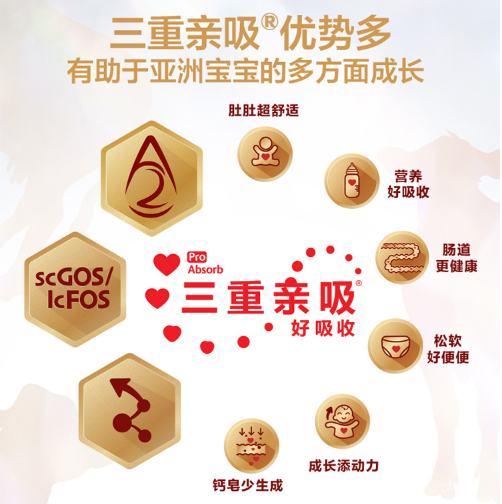 三重亲吸®优势多
有助于亚洲宝宝的多方面成长
肚肚超舒适
A2
营养
好吸收
scGOS/
lcFOS
肠道
更健康
Pro
Absorb
三重亲吸®
好吸收
松软
好便便
成长添动力
钙皂少生成